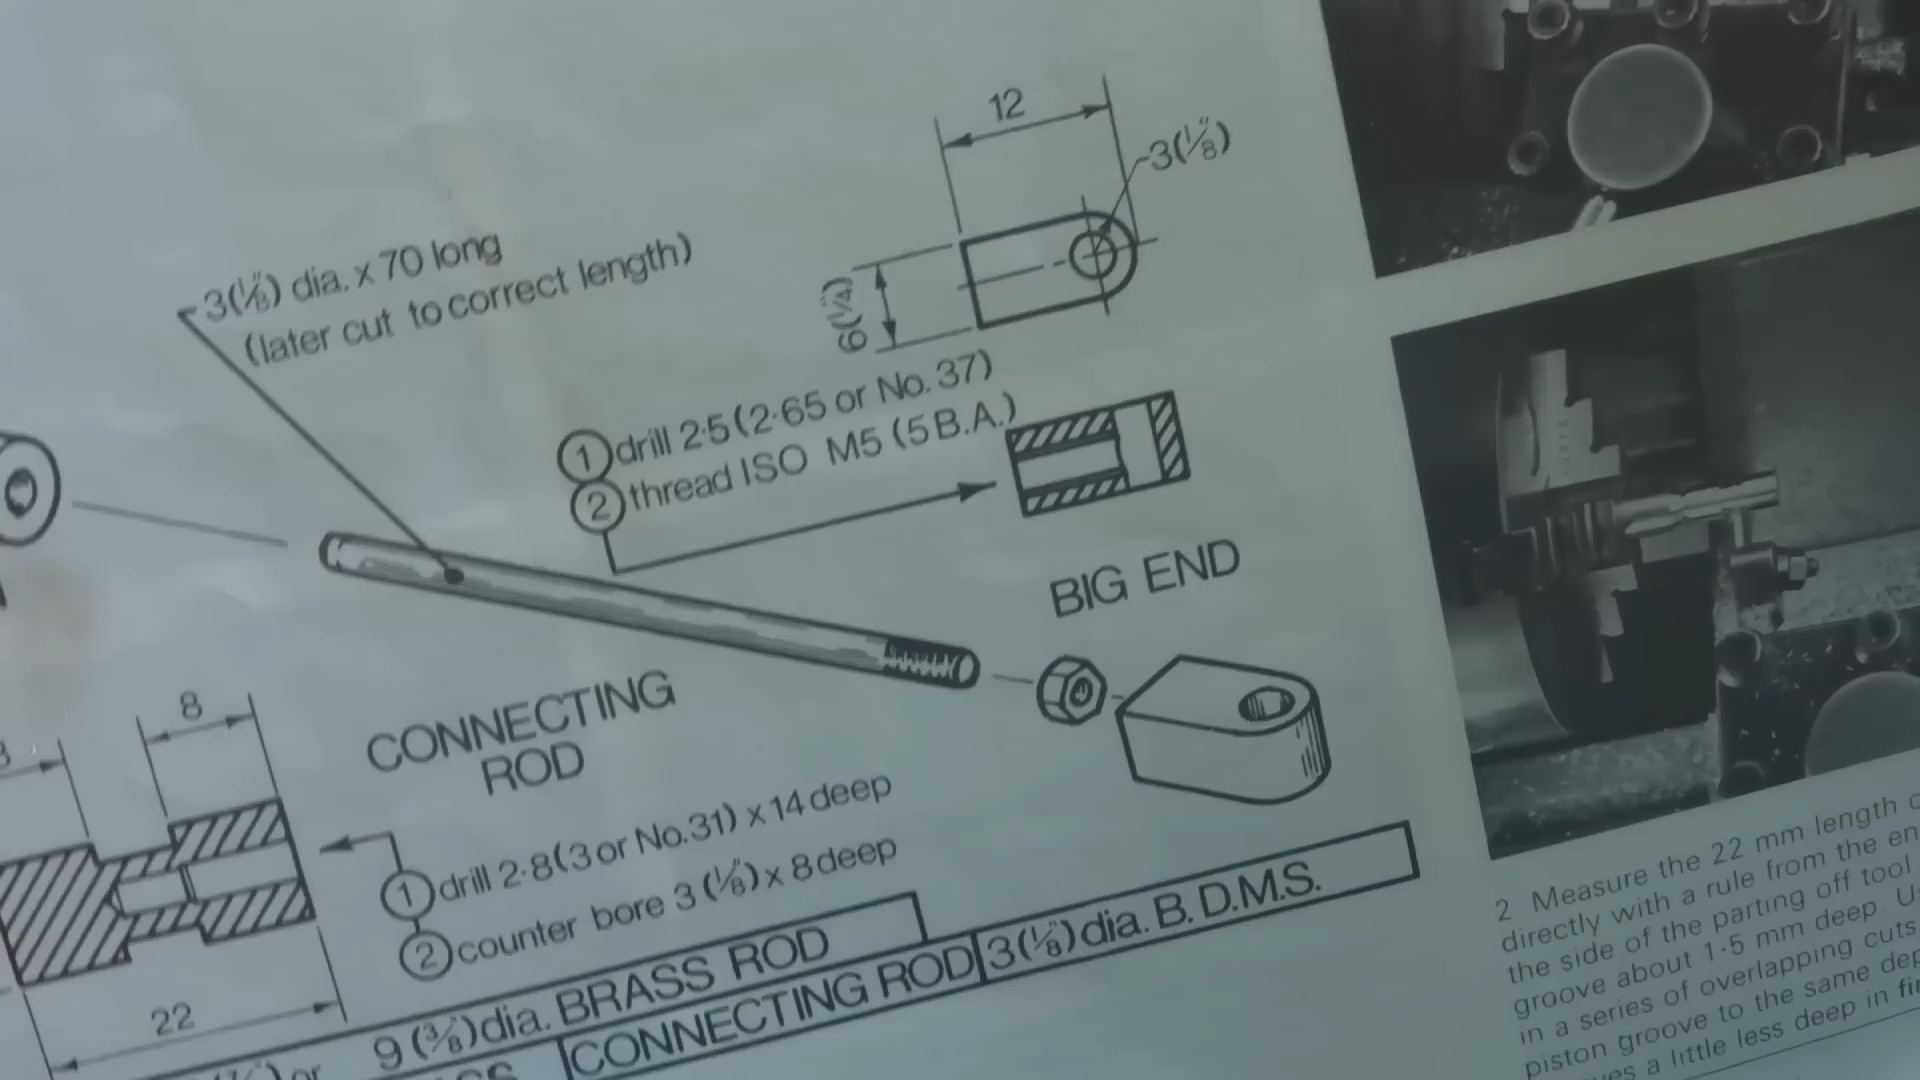 12
3(⅛")
3(⅛") dia. x 70 long
(later cut to correct length)
6(¼")
① drill 2·5 (2·65 or No. 37)
② thread ISO M5 (5 B.A.)
BIG END
8
CONNECTING
ROD
① drill 2·8 (3 or No.31) x 14 deep
② counter bore 3 (⅛") x 8 deep
22
9 (⅜") dia. BRASS ROD
or
CONNECTING ROD 3(⅛") dia. B. D.M.S.
2 Measure the 22 mm length
directly with a rule from the
the side of the parting off tool
groove about 1·5 mm deep.
in a series of overlapping cuts
piston groove to the same
a little less deep in